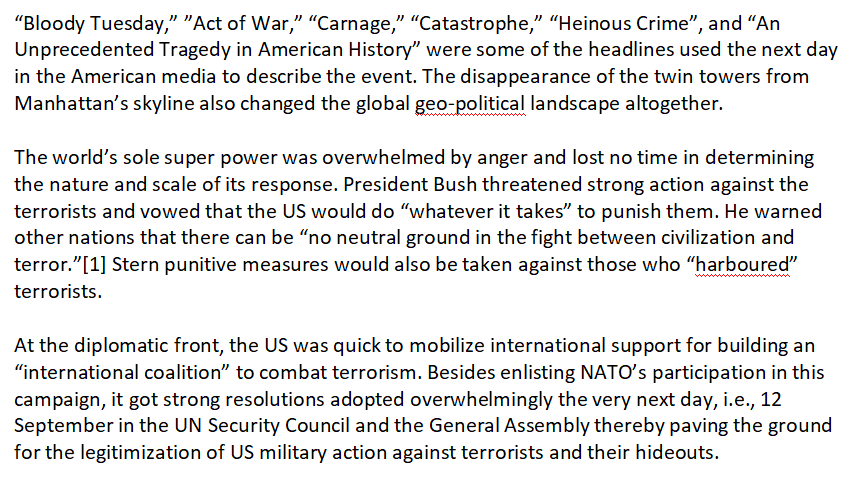 “Bloody Tuesday,” ”Act of War,” “Carnage,” “Catastrophe,” “Heinous Crime”, and “An
Unprecedented Tragedy in American History” were some of the headlines used the next day
in the American media to describe the event. The disappearance of the twin towers from
Manhattan’s skyline also changed the global geo-political landscape altogether.
The world’s sole super power was overwhelmed by anger and lost no time in determining
the nature and scale of its response. President Bush threatened strong action against the
terrorists and vowed that the US would do “whatever it takes” to punish them. He warned
other nations that there can be “no neutral ground in the fight between civilization and
terror.”[1] Stern punitive measures would also be taken against those who “harboured”
terrorists.
At the diplomatic front, the US was quick to mobilize international support for building an
“international coalition” to combat terrorism. Besides enlisting NATO’s participation in this
campaign, it got strong resolutions adopted overwhelmingly the very next day, i.e., 12
September in the UN Security Council and the General Assembly thereby paving the ground
for the legitimization of US military action against terrorists and their hideouts.